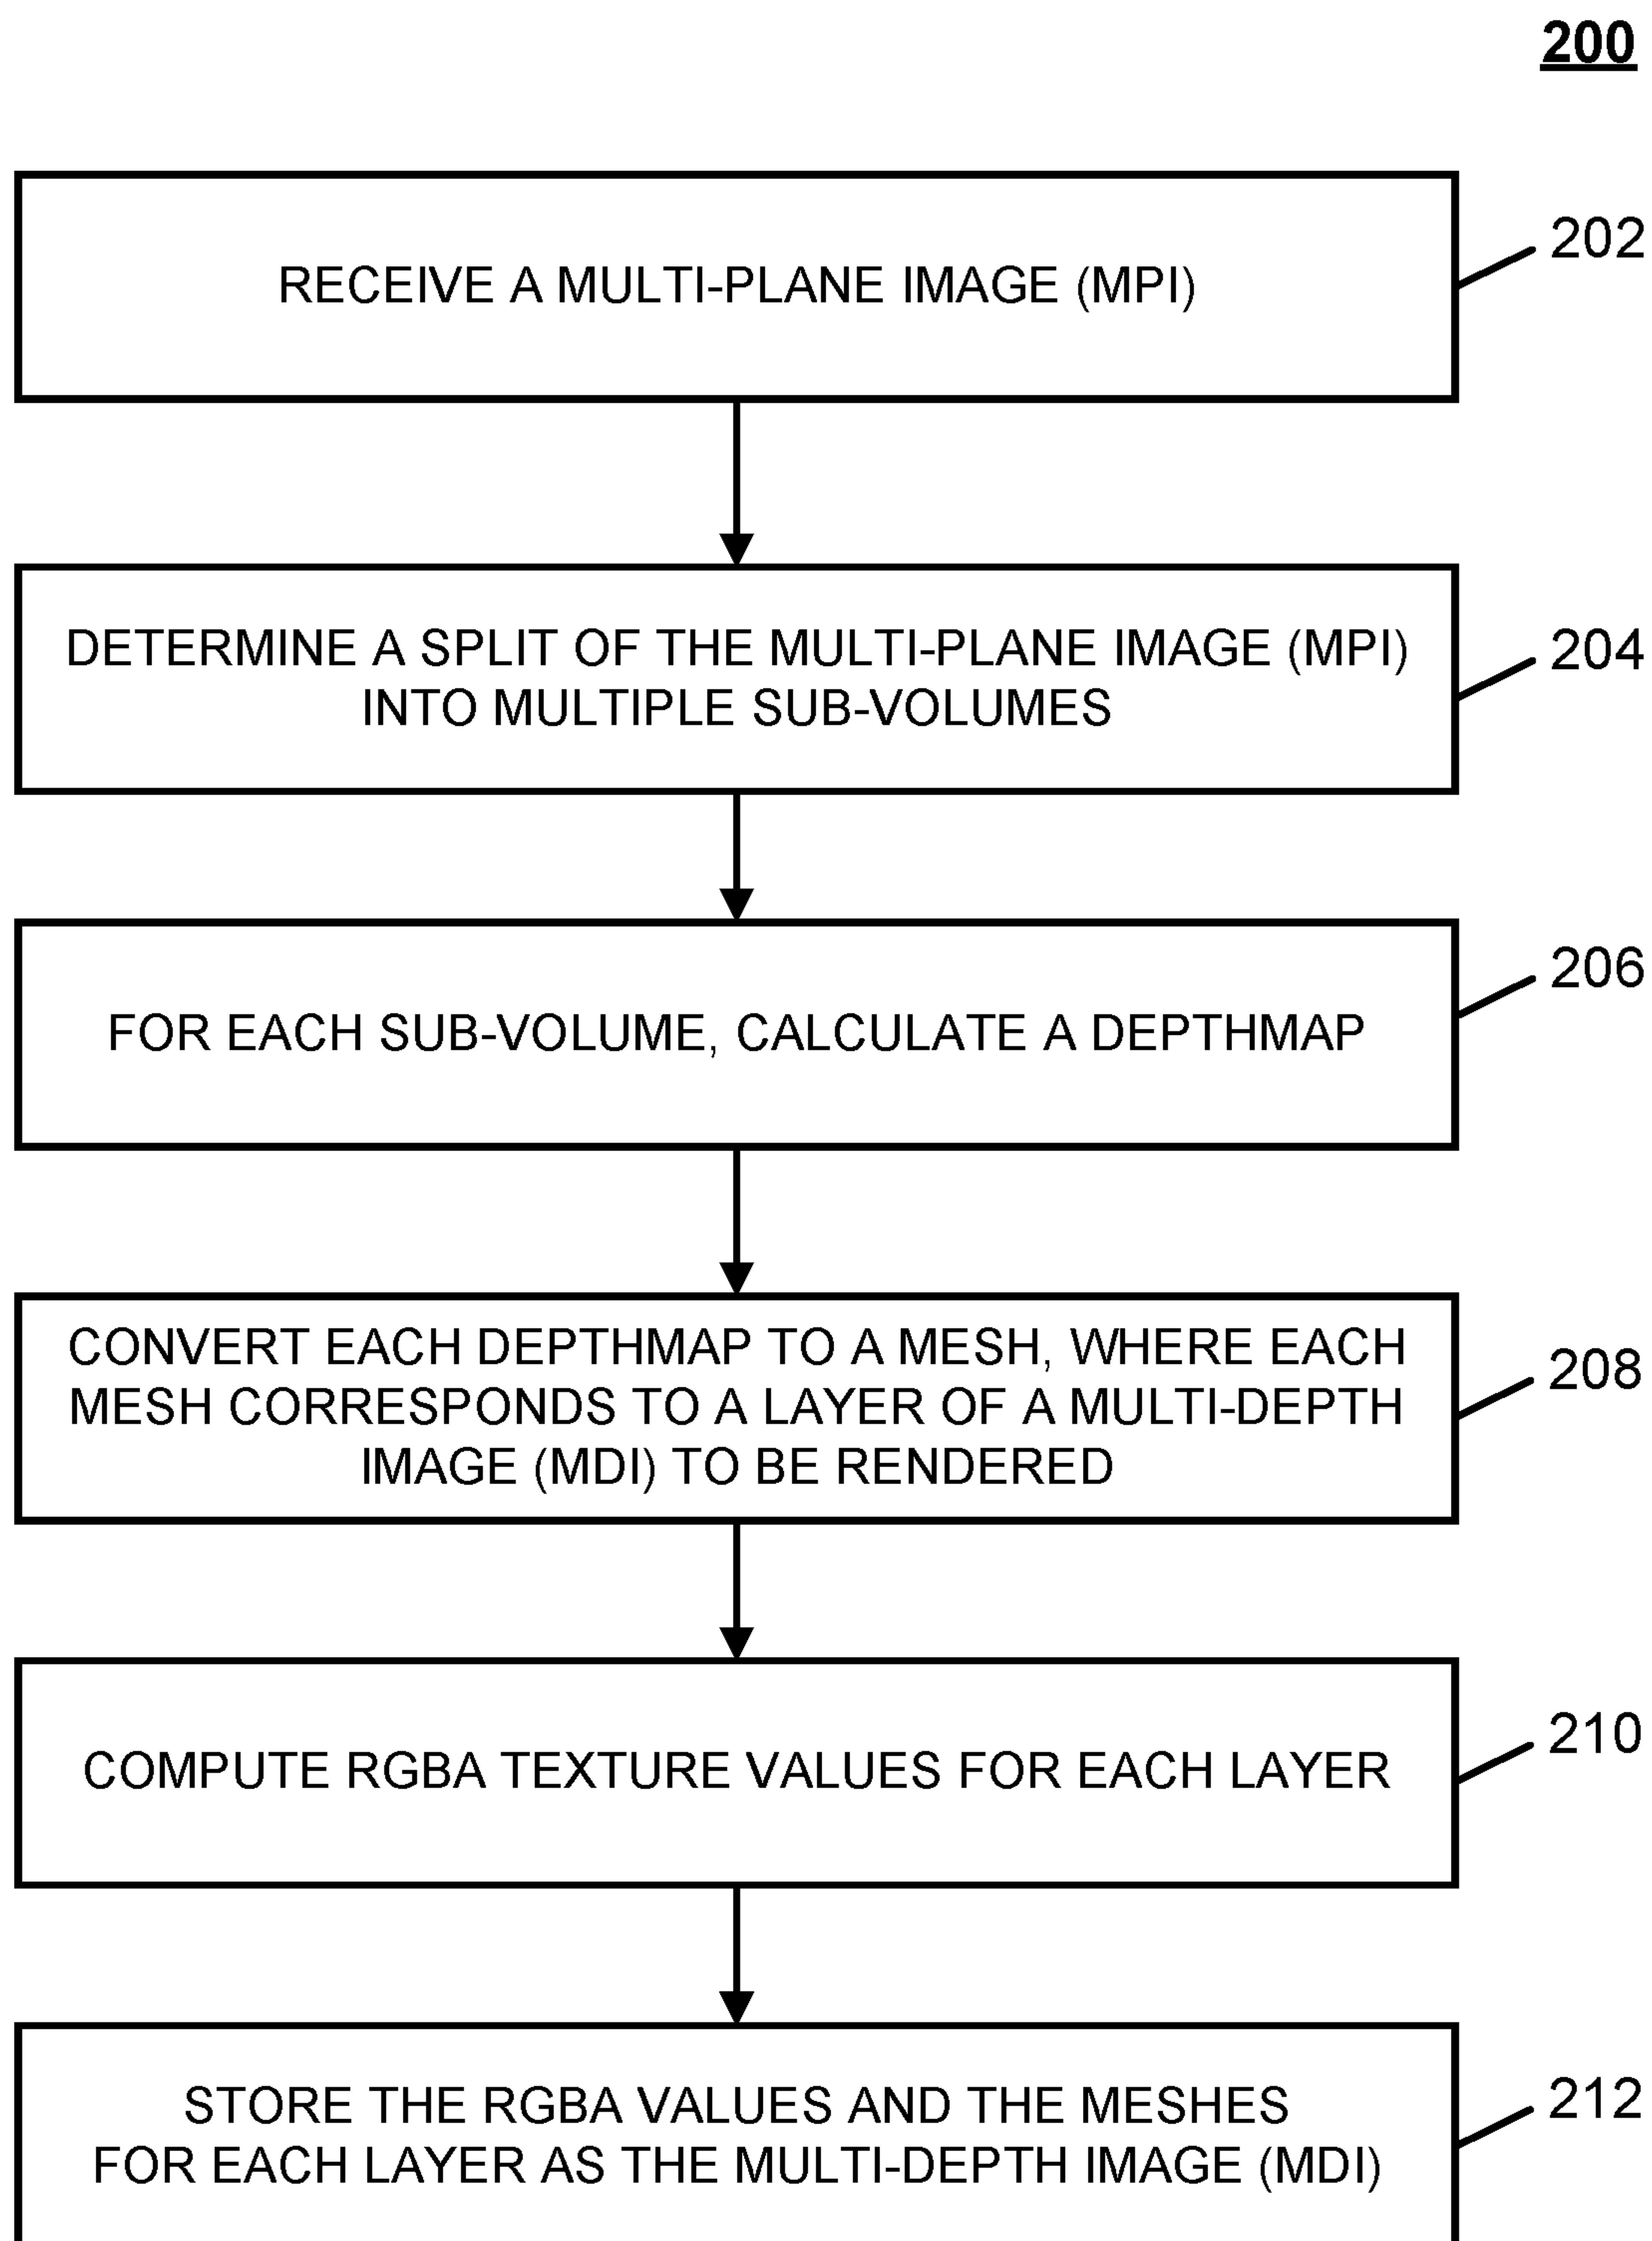 200
RECEIVE A MULTI-PLANE IMAGE (MPI)
202
DETERMINE A SPLIT OF THE MULTI-PLANE IMAGE (MPI)
INTO MULTIPLE SUB-VOLUMES
204
FOR EACH SUB-VOLUME, CALCULATE A DEPTHMAP
206
CONVERT EACH DEPTHMAP TO A MESH, WHERE EACH
MESH CORRESPONDS TO A LAYER OF A MULTI-DEPTH
IMAGE (MDI) TO BE RENDERED
208
COMPUTE RGBA TEXTURE VALUES FOR EACH LAYER
210
STORE THE RGBA VALUES AND THE MESHES
FOR EACH LAYER AS THE MULTI-DEPTH IMAGE (MDI)
212